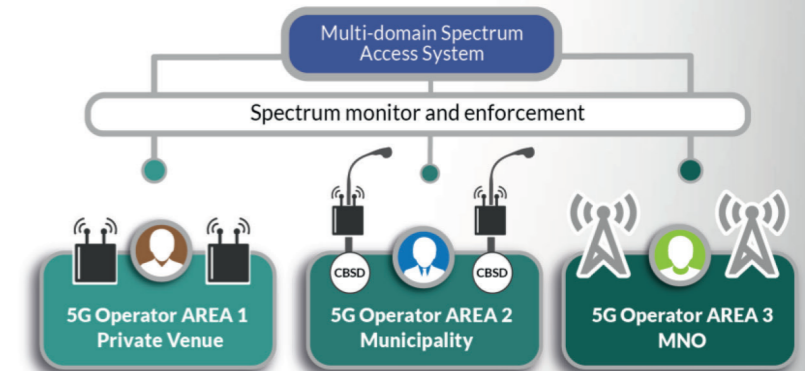 Multi-domain Spectrum
Access System
Spectrum monitor and enforcement
CBSD
CBSD
5G Operator AREA 1
Private Venue
5G Operator AREA 2
Municipality
5G Operator AREA 3
MNO